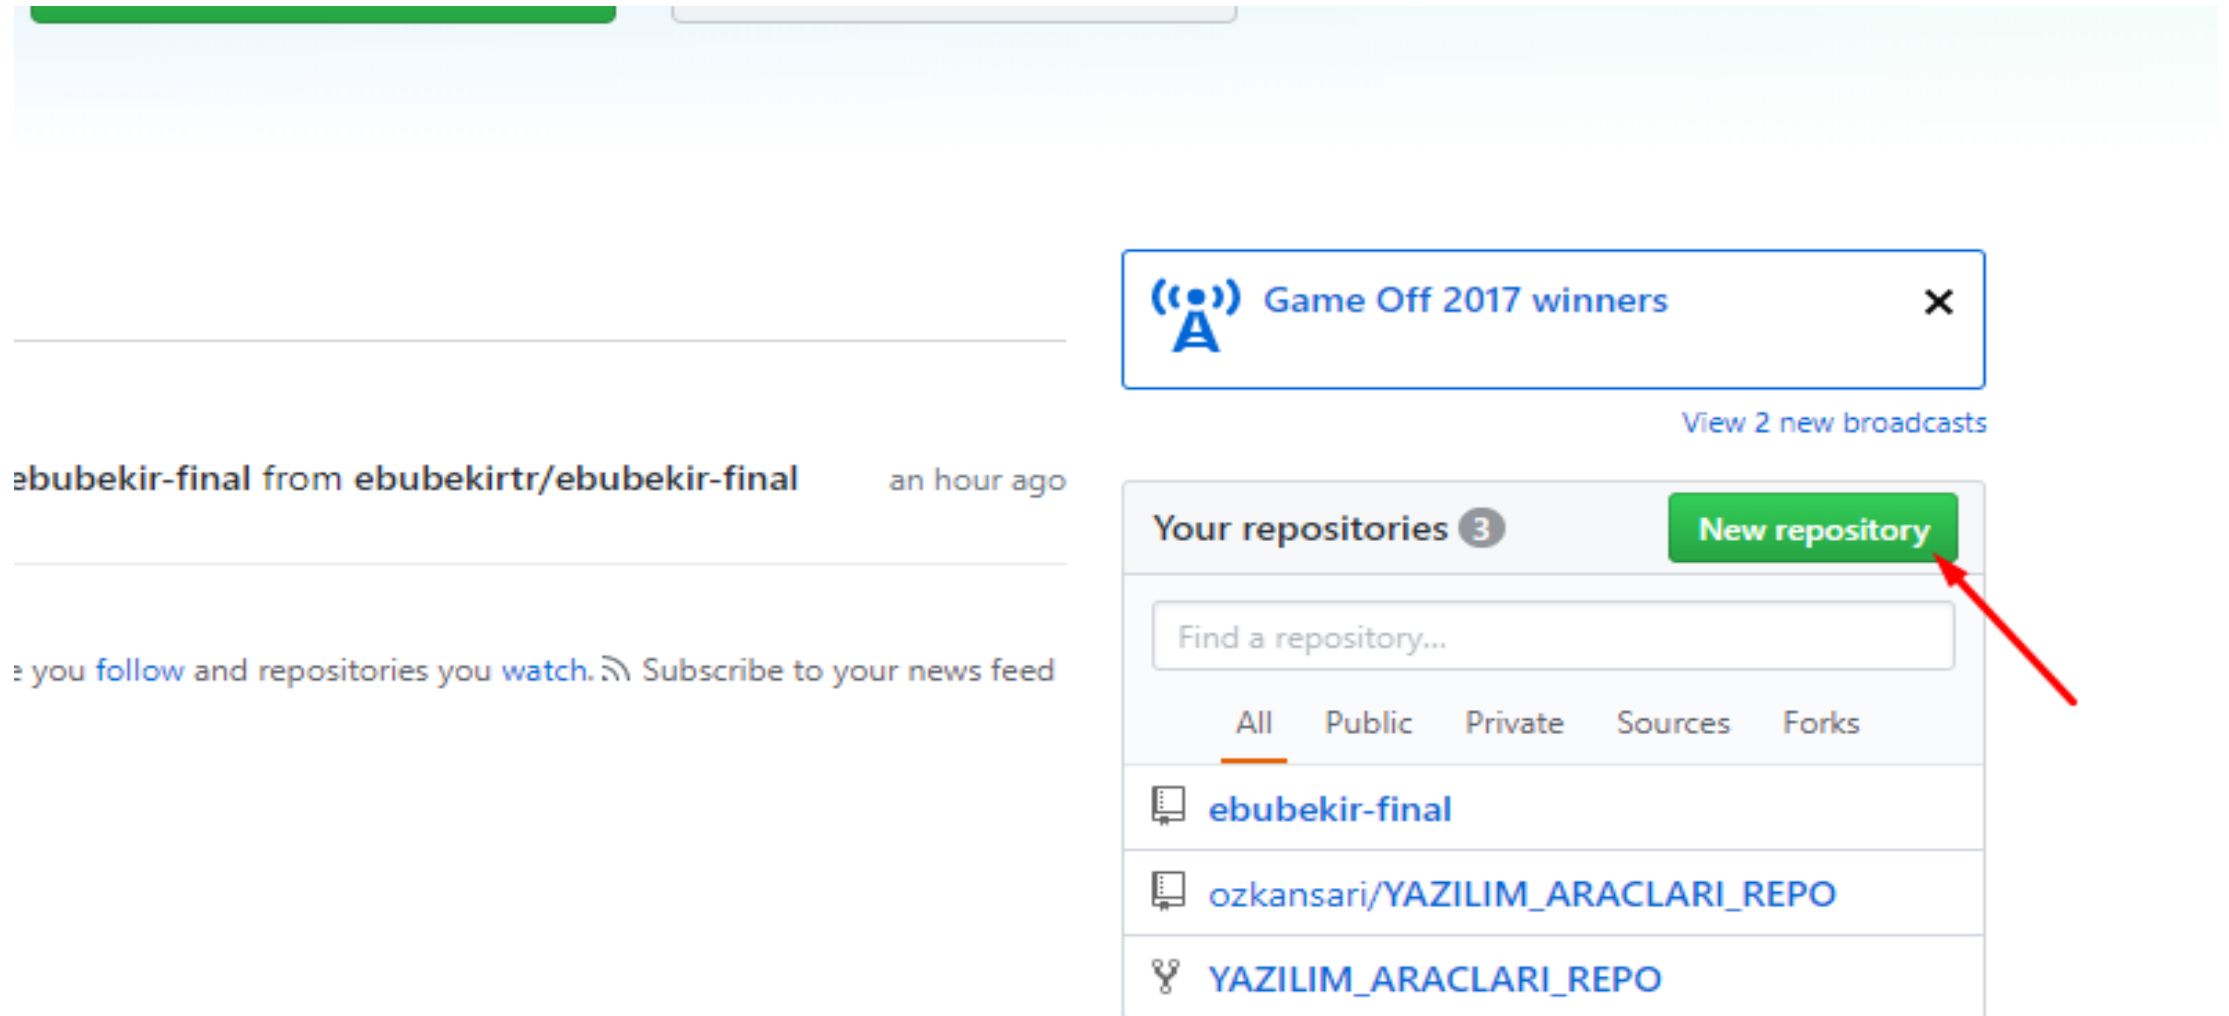 Game Off 2017 winners
View 2 new broadcasts
ebubekir-final from ebubekirtr/ebubekir-final an hour ago
you follow and repositories you watch. Subscribe to your news feed
Your repositories 3 New repository
Find a repository...
All Public Private Sources Forks
ebubekir-final
ozkansari/YAZILIM_ARACLARI_REPO
YAZILIM_ARACLARI_REPO